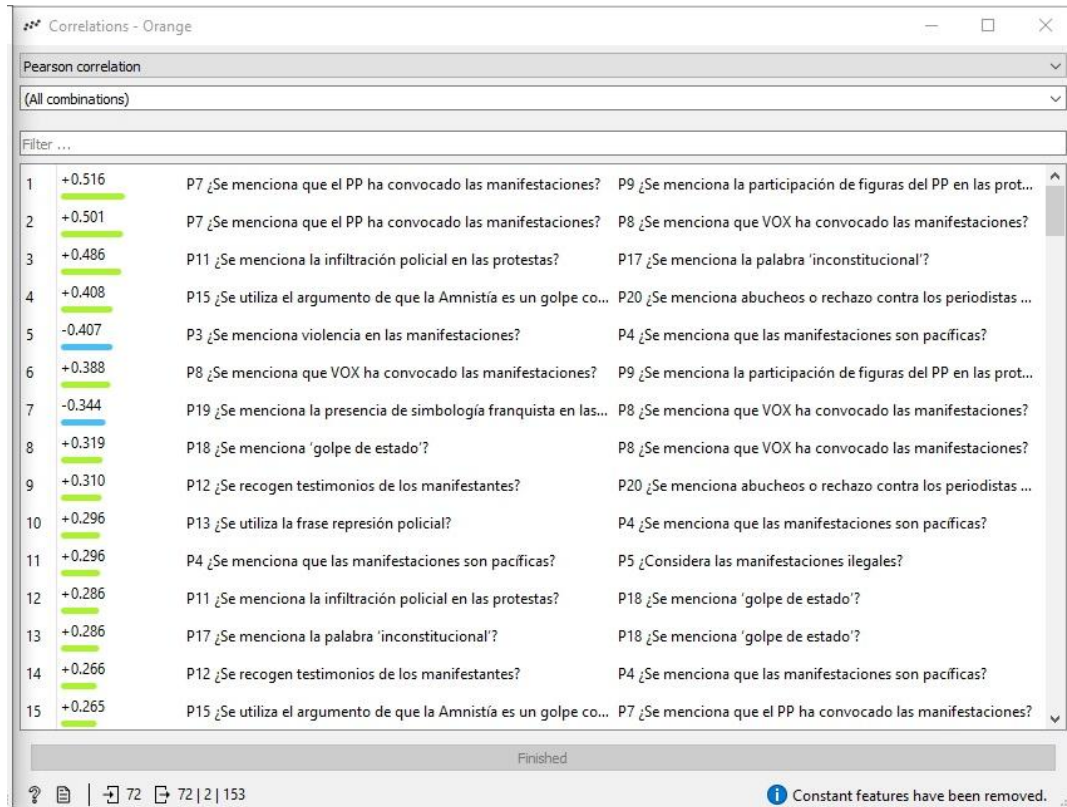 Correlations - Orange
Pearson correlation
(All combinations)
Filter ...
1 +0.516 P7 ¿Se menciona que el PP ha convocado las manifestaciones? P9 ¿Se menciona la participación de figuras del PP en las prot...
2 +0.501 P7 ¿Se menciona que el PP ha convocado las manifestaciones? P8 ¿Se menciona que VOX ha convocado las manifestaciones?
3 +0.486 P11 ¿Se menciona la infiltración policial en las protestas? P17 ¿Se menciona la palabra 'inconstitucional'?
4 +0.408 P15 ¿Se utiliza el argumento de que la Amnistía es un golpe co... P20 ¿Se menciona abucheos o rechazo contra los periodistas ...
5 -0.407 P3 ¿Se menciona violencia en las manifestaciones? P4 ¿Se menciona que las manifestaciones son pacíficas?
6 +0.388 P8 ¿Se menciona que VOX ha convocado las manifestaciones? P9 ¿Se menciona la participación de figuras del PP en las prot...
7 -0.344 P19 ¿Se menciona la presencia de simbología franquista en las... P8 ¿Se menciona que VOX ha convocado las manifestaciones?
8 +0.319 P18 ¿Se menciona 'golpe de estado'? P8 ¿Se menciona que VOX ha convocado las manifestaciones?
9 +0.310 P12 ¿Se recogen testimonios de los manifestantes? P20 ¿Se menciona abucheos o rechazo contra los periodistas ...
10 +0.296 P13 ¿Se utiliza la frase represión policial? P4 ¿Se menciona que las manifestaciones son pacíficas?
11 +0.296 P4 ¿Se menciona que las manifestaciones son pacíficas? P5 ¿Considera las manifestaciones ilegales?
12 +0.286 P11 ¿Se menciona la infiltración policial en las protestas? P18 ¿Se menciona 'golpe de estado'?
13 +0.286 P17 ¿Se menciona la palabra 'inconstitucional'? P18 ¿Se menciona 'golpe de estado'?
14 +0.266 P12 ¿Se recogen testimonios de los manifestantes? P4 ¿Se menciona que las manifestaciones son pacíficas?
15 +0.265 P15 ¿Se utiliza el argumento de que la Amnistía es un golpe co... P7 ¿Se menciona que el PP ha convocado las manifestaciones?
Finished
? 72 72 | 2 | 153 Constant features have been removed.